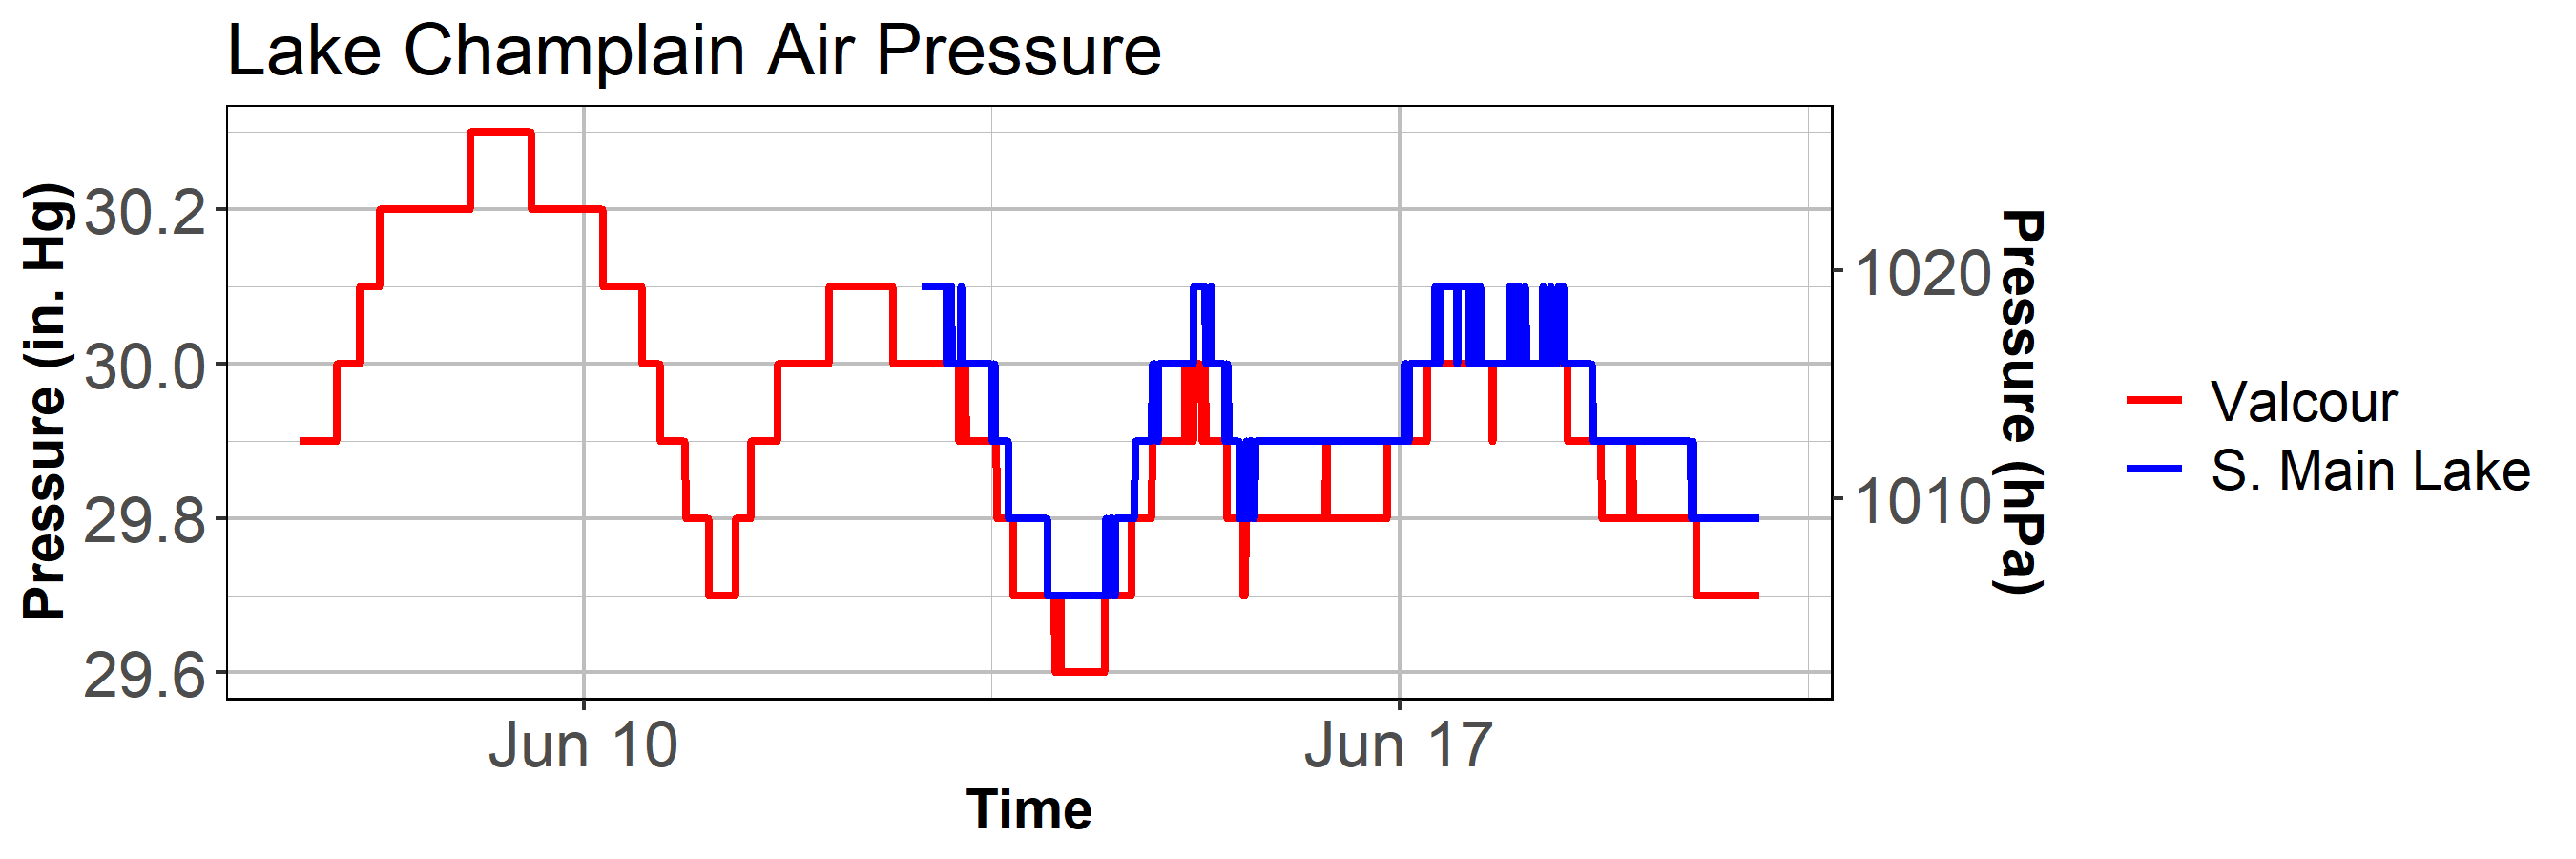 Lake Champlain Air Pressure
Pressure (in. Hg)
30.2
30.0
29.8
29.6
Jun 10
Jun 17
Time
1020
1010
Pressure (hPa)
Valcour
S. Main Lake